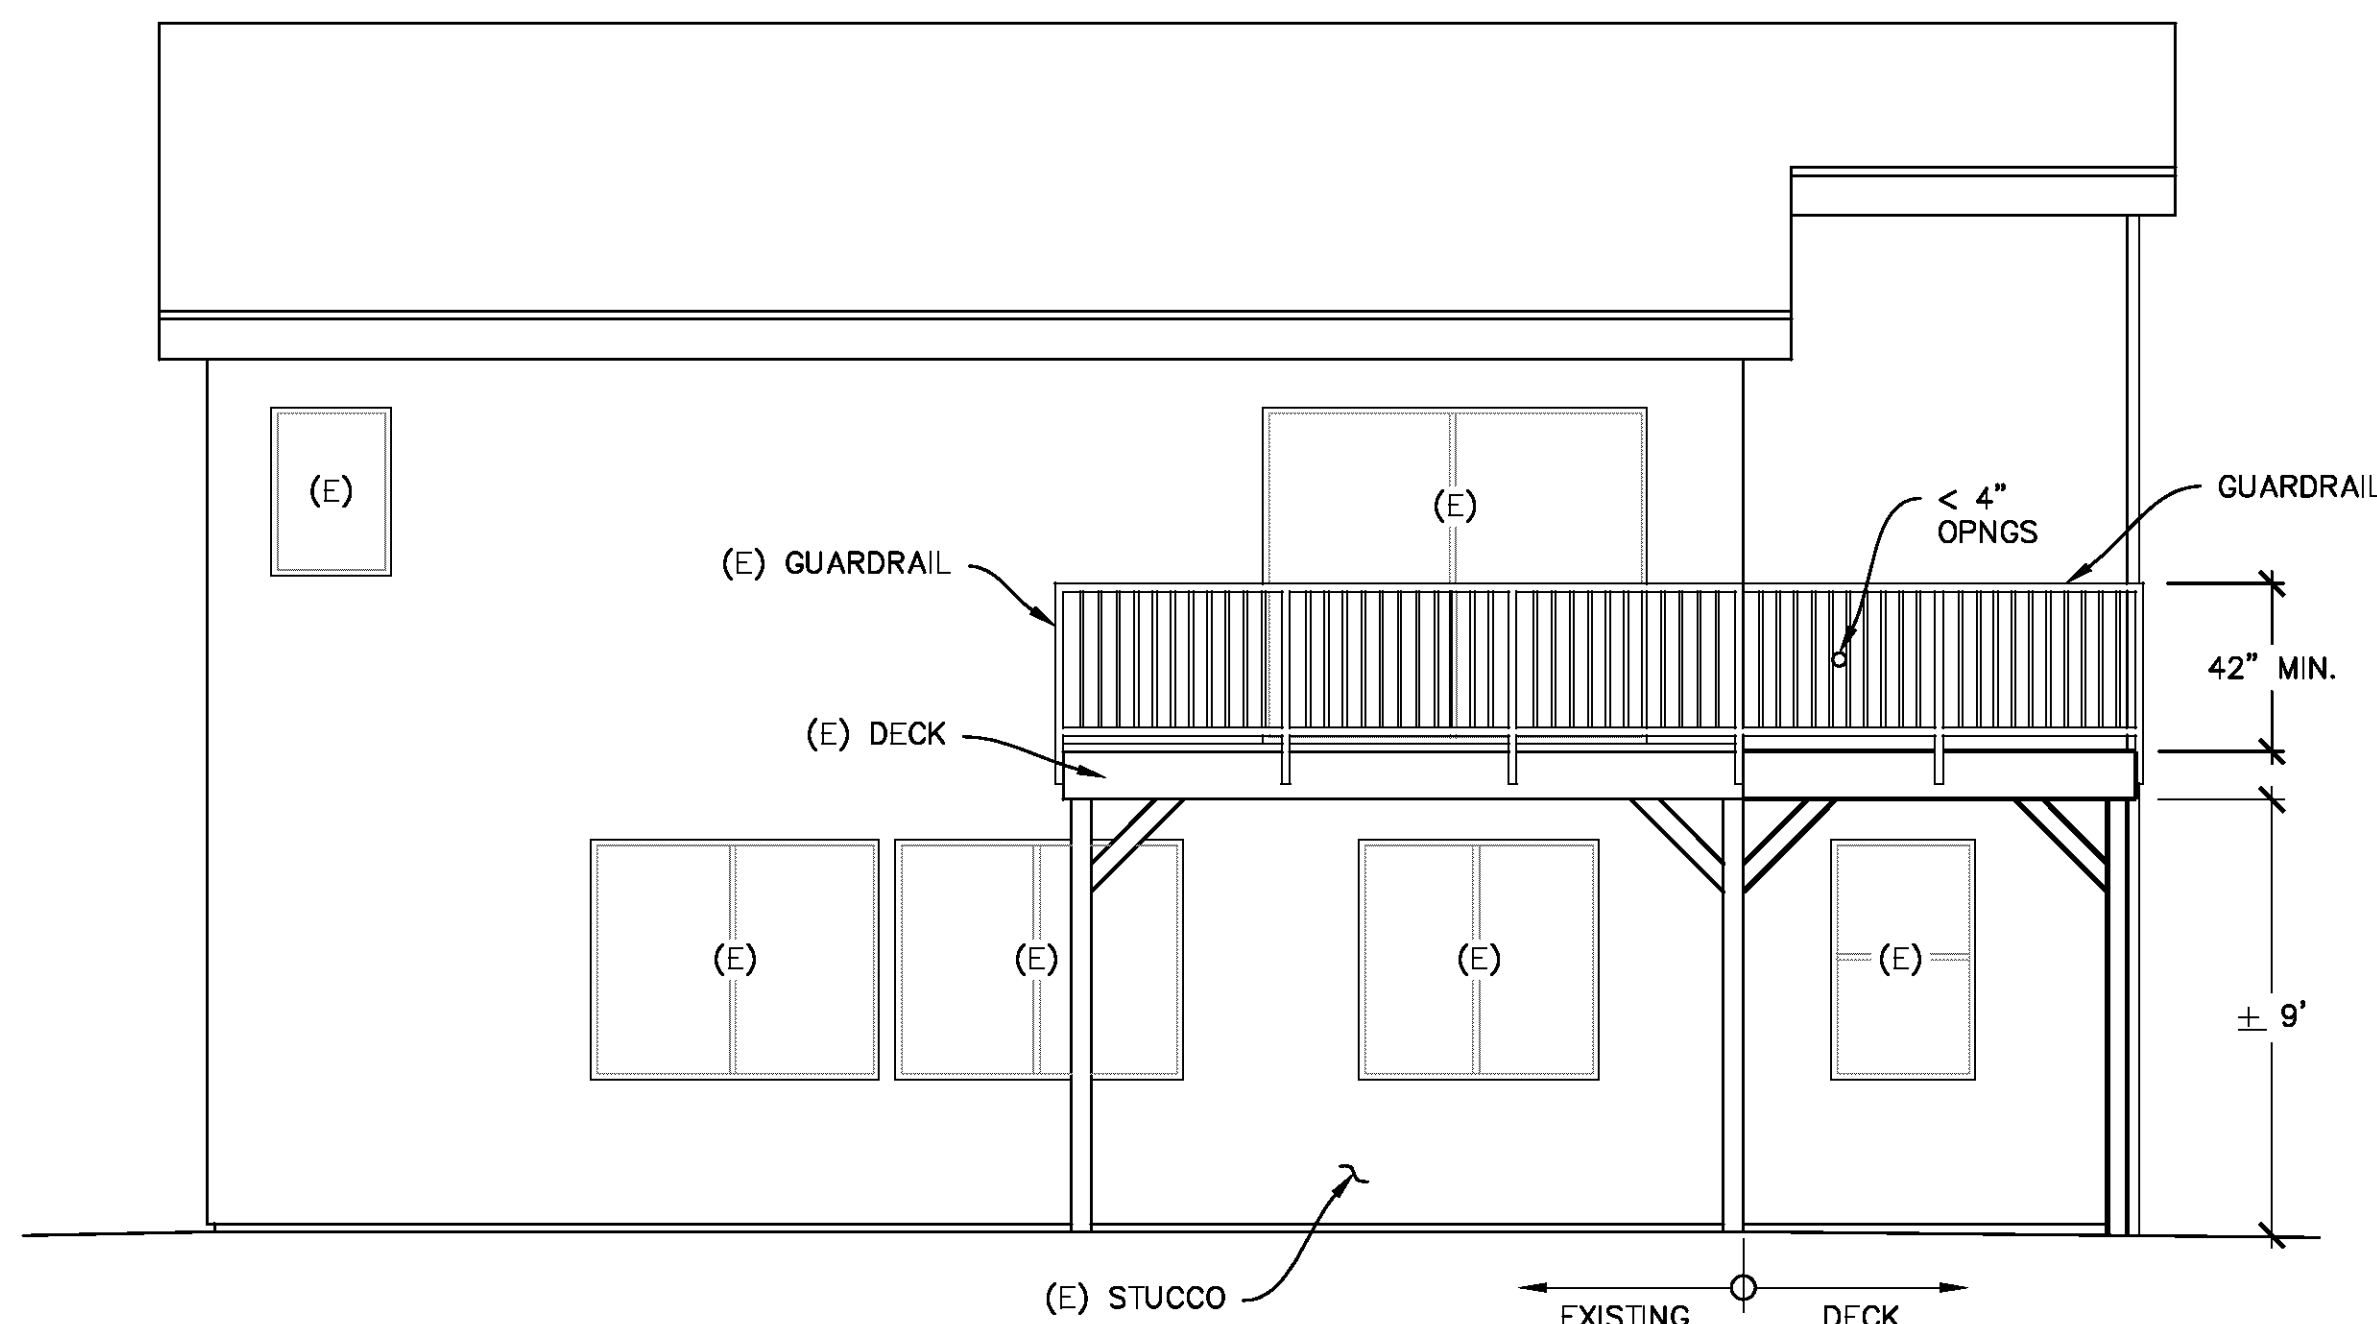 (E)
(E)
< 4"
OPNGS
GUARDRAIL
(E) GUARDRAIL
42" MIN.
(E) DECK
(E)
(E)
(E)
(E)
± 9'
(E) STUCCO
EXISTING
DECK